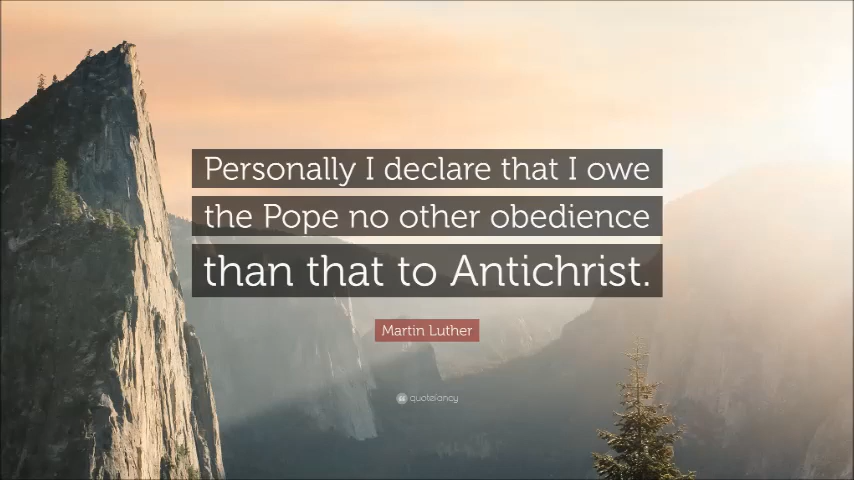 Personally I declare that I owe
the Pope no other obedience
than that to Antichrist.
Martin Luther
quotefancy